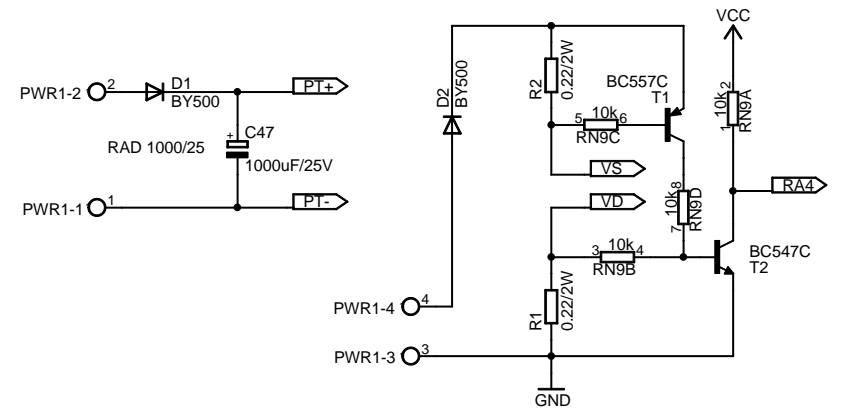 VCC
PWR1-2
2
D1
BY500
PT+
+
C47
RAD 1000/25
1000uF/25V
PWR1-1
1
PT-
D2
BY500
R2
0.22/2W
BC557C
T1
5
10k
6
RN9C
VS
VD
10k
8
7
RN9D
2
10k
1
RN9A
RA4
3
10k
4
RN9B
BC547C
T2
R1
0.22/2W
PWR1-4
4
PWR1-3
3
GND